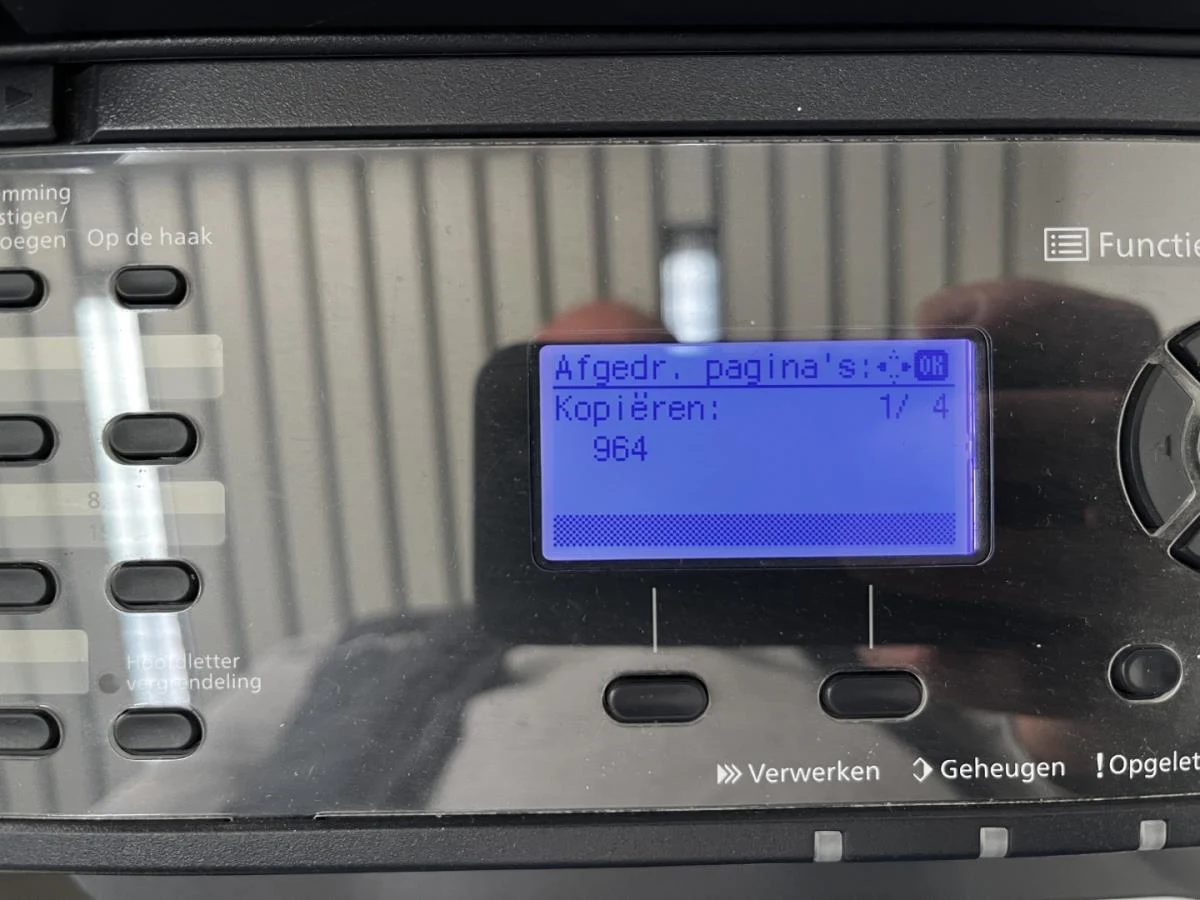 Op de haak
Functie
Afgedr. pagina's: OK
Kopiëren: 1/ 4
964
Hoofdletter
vergrendeling
Verwerken
Geheugen
!Opgelet